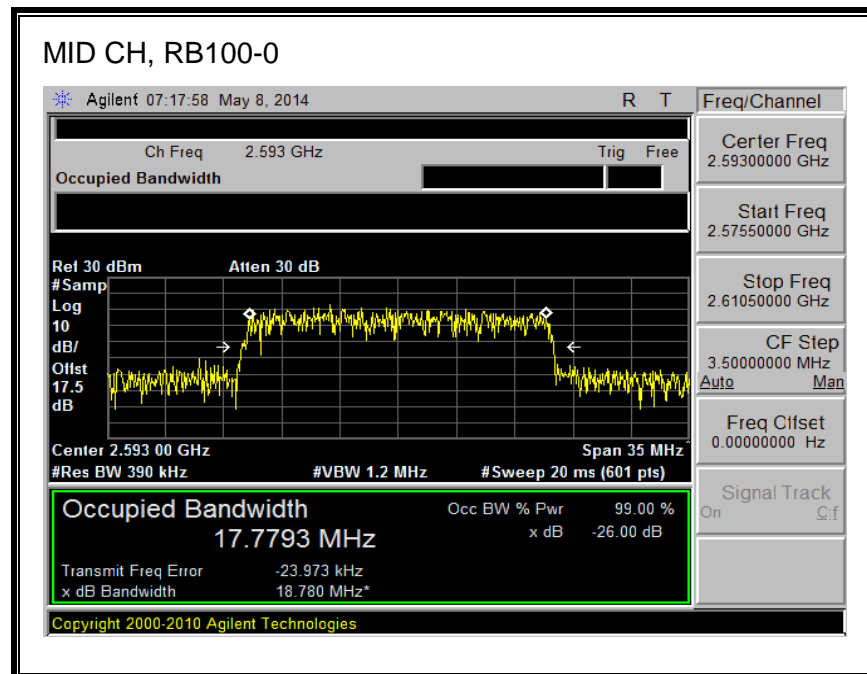 MID CH, RB100-0
Agilent 07:17:58 May 8, 2014 R T
Freq/Channel
Ch Freq 2.593 GHz Trig Free
Occupied Bandwidth
Center Freq
2.59300000 GHz
Start Freq
2.57550000 GHz
Stop Freq
2.61050000 GHz
CF Step
3.50000000 MHz
Auto Man
Freq Offset
0.00000000 Hz
Signal Track
On Off
Ref 30 dBm Atten 30 dB
#Samp
Log
10
dB/
Offst
17.5
dB
Center 2.593 00 GHz Span 35 MHz
#Res BW 390 kHz #VBW 1.2 MHz #Sweep 20 ms (601 pts)
Occupied Bandwidth
17.7793 MHz
Occ BW % Pwr 99.00 %
x dB -26.00 dB
Transmit Freq Error -23.973 kHz
x dB Bandwidth 18.780 MHz*
Copyright 2000-2010 Agilent Technologies